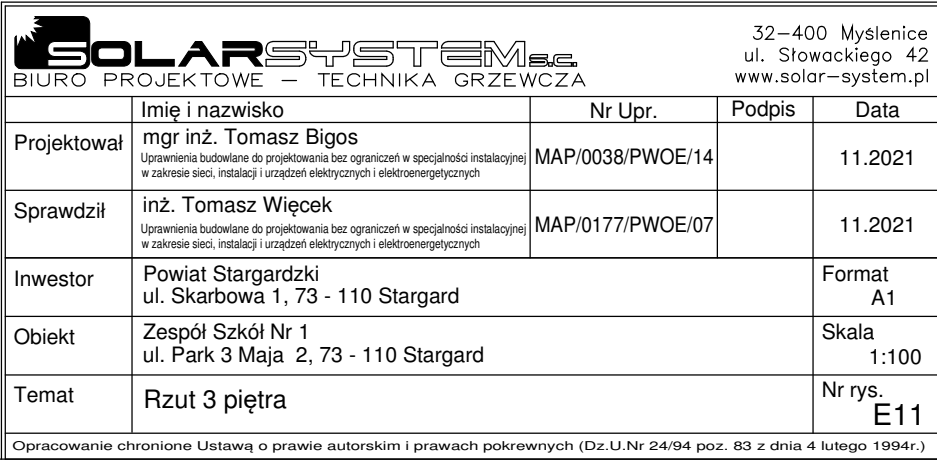 SOLARSYSTEM s.c.
BIURO PROJEKTOWE – TECHNIKA GRZEWCZA
32–400 Myślenice
ul. Słowackiego 42
www.solar–system.pl
Imię i nazwisko Nr Upr. Podpis Data
Projektował mgr inż. Tomasz Bigos
Uprawnienia budowlane do projektowania bez ograniczeń w specjalności instalacyjnej
w zakresie sieci, instalacji i urządzeń elektrycznych i elektroenergetycznych
MAP/0038/PWOE/14 11.2021
Sprawdził inż. Tomasz Więcek
Uprawnienia budowlane do projektowania bez ograniczeń w specjalności instalacyjnej
w zakresie sieci, instalacji i urządzeń elektrycznych i elektroenergetycznych
MAP/0177/PWOE/07 11.2021
Inwestor Powiat Stargardzki
ul. Skarbowa 1, 73 - 110 Stargard
Format
A1
Obiekt Zespół Szkół Nr 1
ul. Park 3 Maja 2, 73 - 110 Stargard
Skala
1:100
Temat Rzut 3 piętra
Nr rys.
E11
Opracowanie chronione Ustawą o prawie autorskim i prawach pokrewnych (Dz.U.Nr 24/94 poz. 83 z dnia 4 lutego 1994r.)